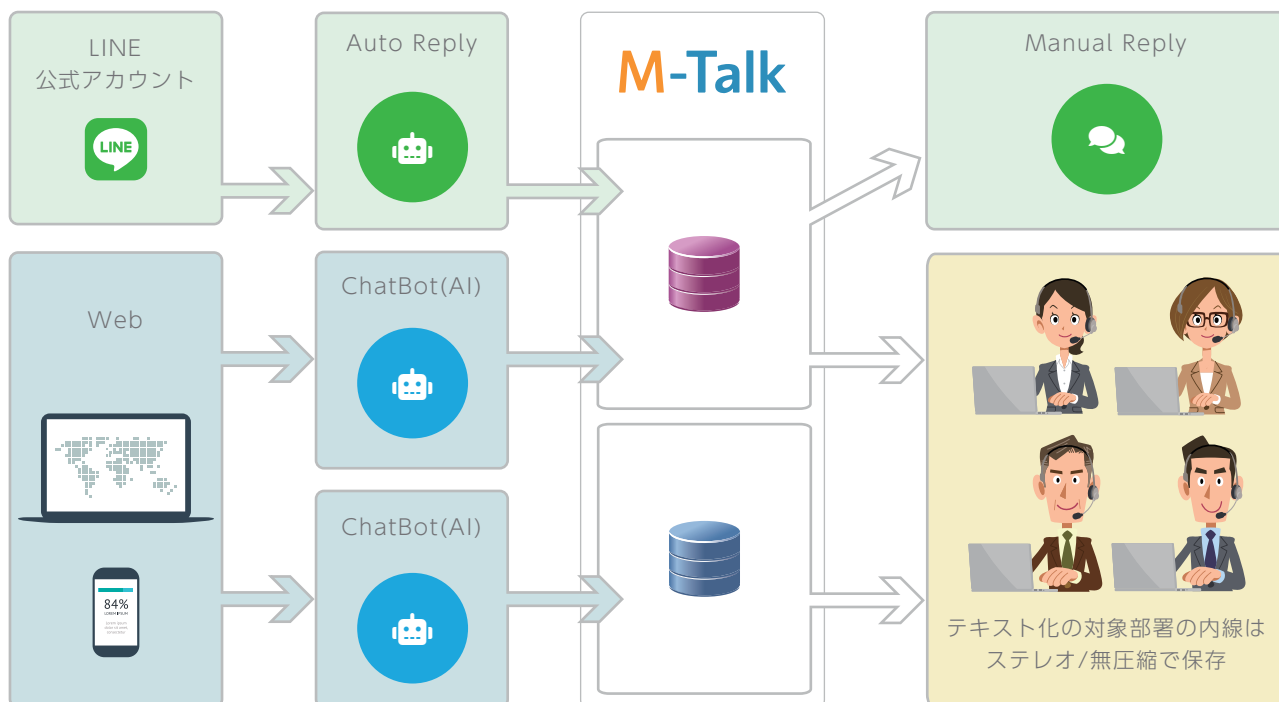 LINE
公式アカウント
LINE
Auto Reply
M-Talk
Manual Reply
Web
ChatBot(AI)
ChatBot(AI)
84%
LOREM IPSUM
テキスト化の対象部署の内線は
ステレオ/無圧縮で保存